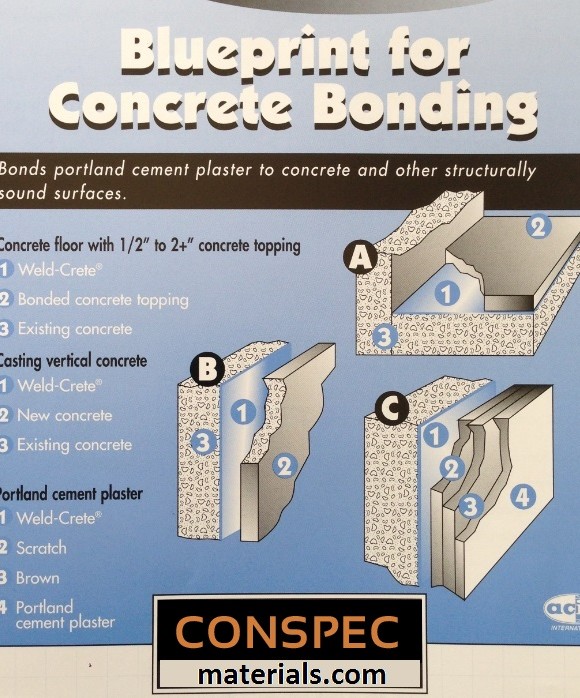 Blueprint for
Concrete Bonding
Bonds portland cement plaster to concrete and other structurally
sound surfaces.
Concrete floor with 1/2" to 2+" concrete topping
1 Weld-Crete®
2 Bonded concrete topping
3 Existing concrete
Casting vertical concrete
1 Weld-Crete®
2 New concrete
3 Existing concrete
Portland cement plaster
1 Weld-Crete®
2 Scratch
3 Brown
4 Portland
cement plaster
A
1
2
3
B
1
2
3
C
1
2
3
4
CONSPEC
materials.com